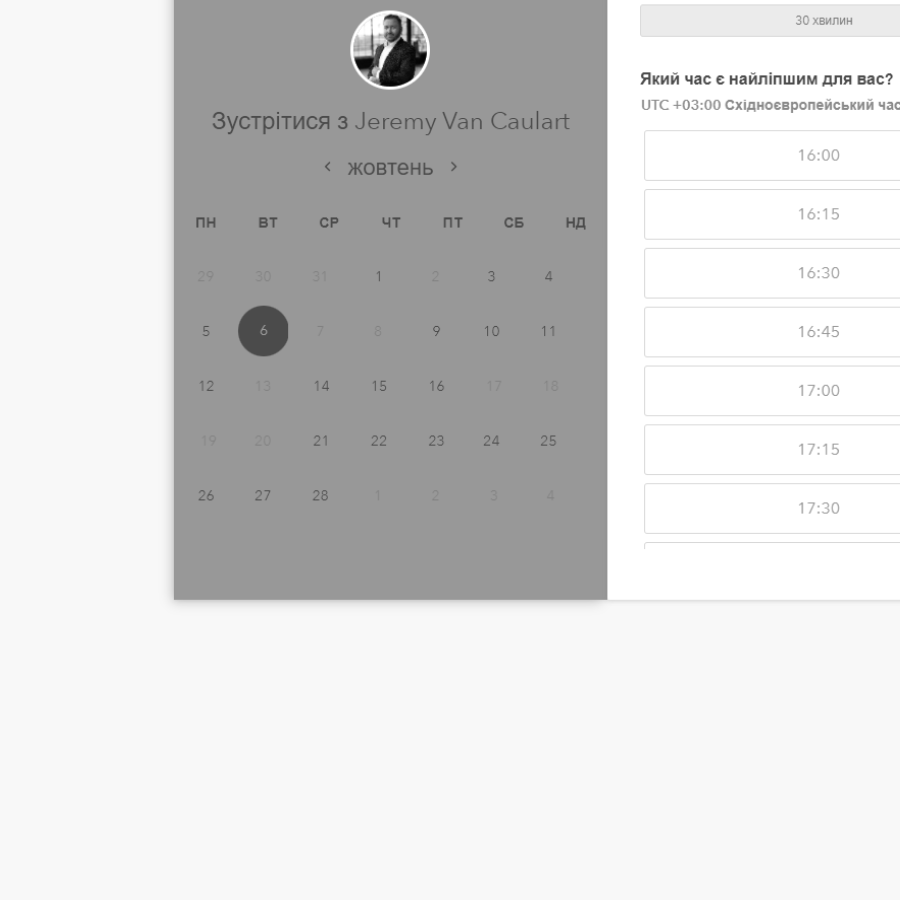 Зустрітися з Jeremy Van Caulart
жовтень
ПН ВТ СР ЧТ ПТ СБ НД
29 30 31 1 2 3 4
5 6 7 8 9 10 11
12 13 14 15 16 17 18
19 20 21 22 23 24 25
26 27 28 1 2 3 4
30 хвилин
Який час є найліпшим для вас?
UTC +03:00 Східноєвропейський час
16:00
16:15
16:30
16:45
17:00
17:15
17:30